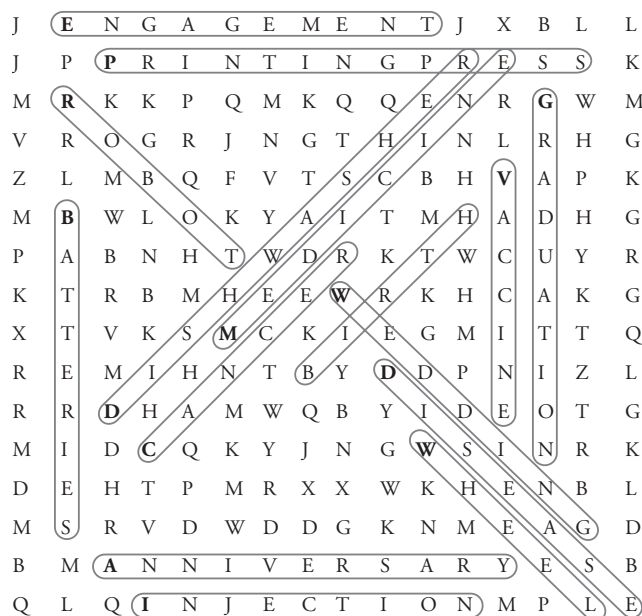 J E N G A G E M E N T J X B L L
J P P R I N T I N G P R E S S K
M R K K P Q M K Q Q E N R G W M
V R O G R J N G T H I N L R H G
Z L M B Q F V T S C B H V A P K
M B W L O K Y A I T M H A D H G
P A B N H T W D R K T W C U Y R
K T R B M H E E W R K H C A K G
X T V K S M C K I E G M I T T Q
R E M I H N T B Y D D P N I Z L
R R D H A M W Q B Y I D E O T G
M I D C Q K Y J N G W S I N R K
D E H T P M R X X W K H E N B L
M S R V D W D D G K N M E A G D
B M A N N I V E R S A R Y E S B
Q L Q I N J E C T I O N M P L E